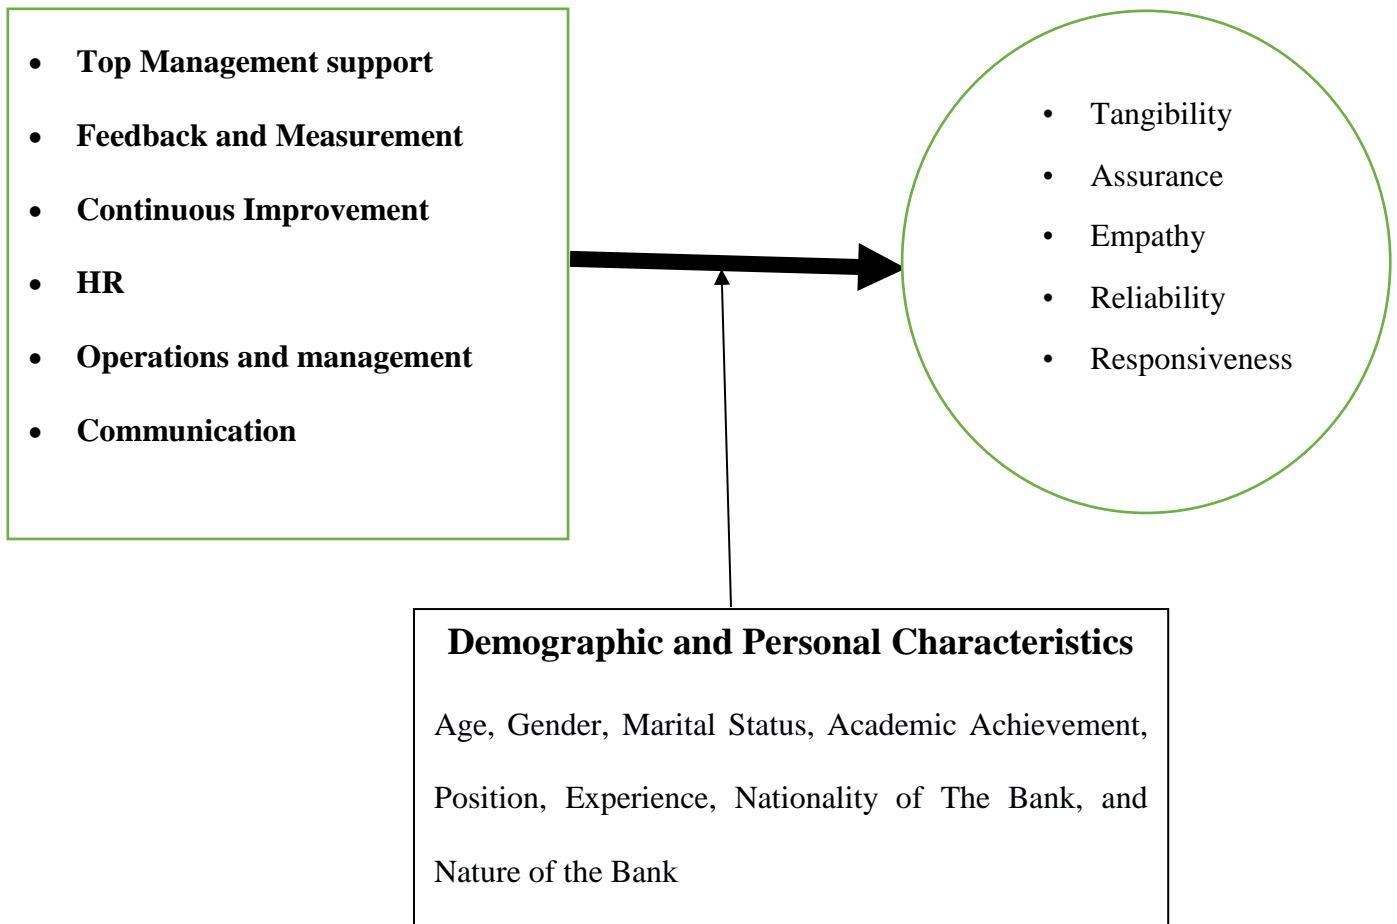 • Top Management support
• Feedback and Measurement
• Continuous Improvement
• HR
• Operations and management
• Communication
• Tangibility
• Assurance
• Empathy
• Reliability
• Responsiveness
Demographic and Personal Characteristics
Age, Gender, Marital Status, Academic Achievement,
Position, Experience, Nationality of The Bank, and
Nature of the Bank